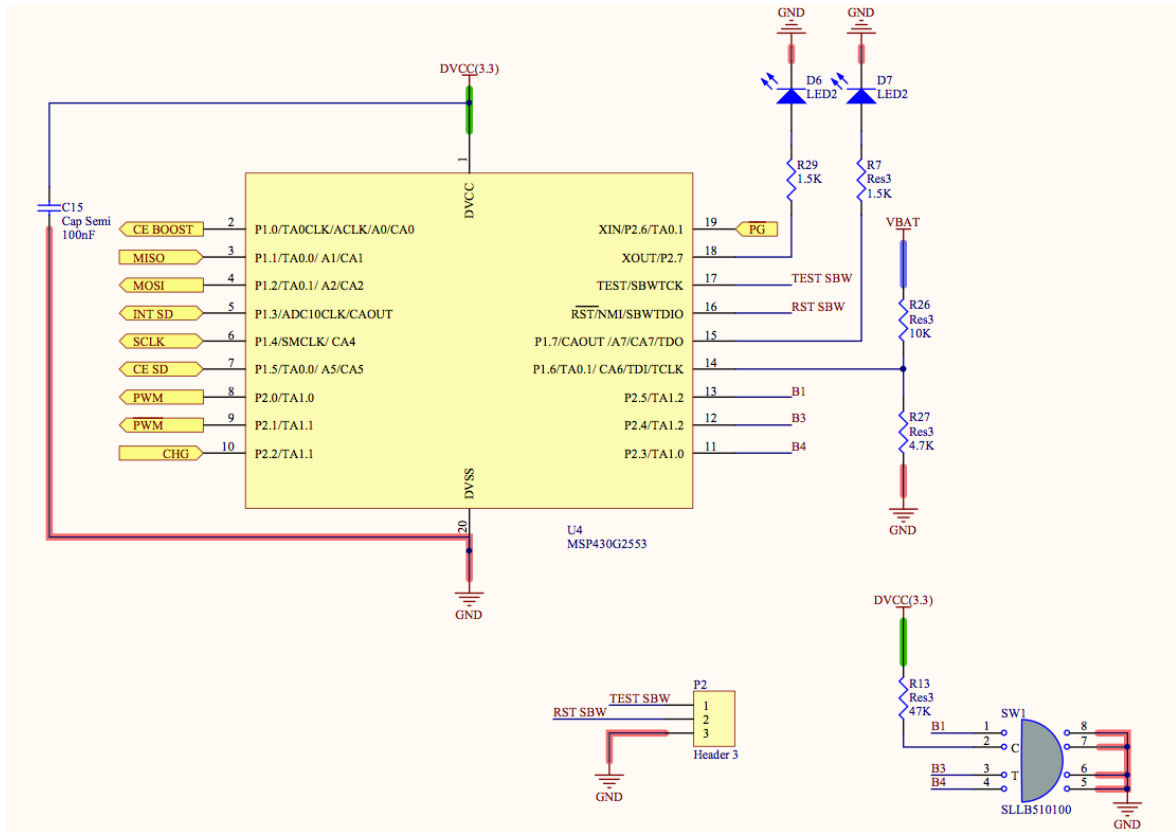 GND
GND
DVCC(3.3)
D6
LED2
D7
LED2
R29
1.5K
R7
Res3
1.5K
1
DVCC
C15
Cap Semi
100nF
CE BOOST 2 P1.0/TA0CLK/ACLK/A0/CA0
MISO 3 P1.1/TA0.0/ A1/CA1
MOSI 4 P1.2/TA0.1/ A2/CA2
INT SD 5 P1.3/ADC10CLK/CAOUT
SCLK 6 P1.4/SMCLK/ CA4
CE SD 7 P1.5/TA0.0/ A5/CA5
PWM 8 P2.0/TA1.0
PWM 9 P2.1/TA1.1
CHG 10 P2.2/TA1.1
XIN/P2.6/TA0.1 19 PG
XOUT/P2.7 18
TEST/SBWTCK 17 TEST SBW
RST/NMI/SBWTDIO 16 RST SBW
P1.7/CAOUT /A7/CA7/TDO 15
P1.6/TA0.1/ CA6/TDI/TCLK 14
P2.5/TA1.2 13 B1
P2.4/TA1.2 12 B3
P2.3/TA1.0 11 B4
VBAT
R26
Res3
10K
R27
Res3
4.7K
GND
DVSS
20
GND
U4
MSP430G2553
P2
TEST SBW 1
RST SBW 2
3
Header 3
GND
DVCC(3.3)
R13
Res3
47K
SW1
B1 1 8
2 C 7
B3 3 T 6
B4 4 5
SLLB510100
GND